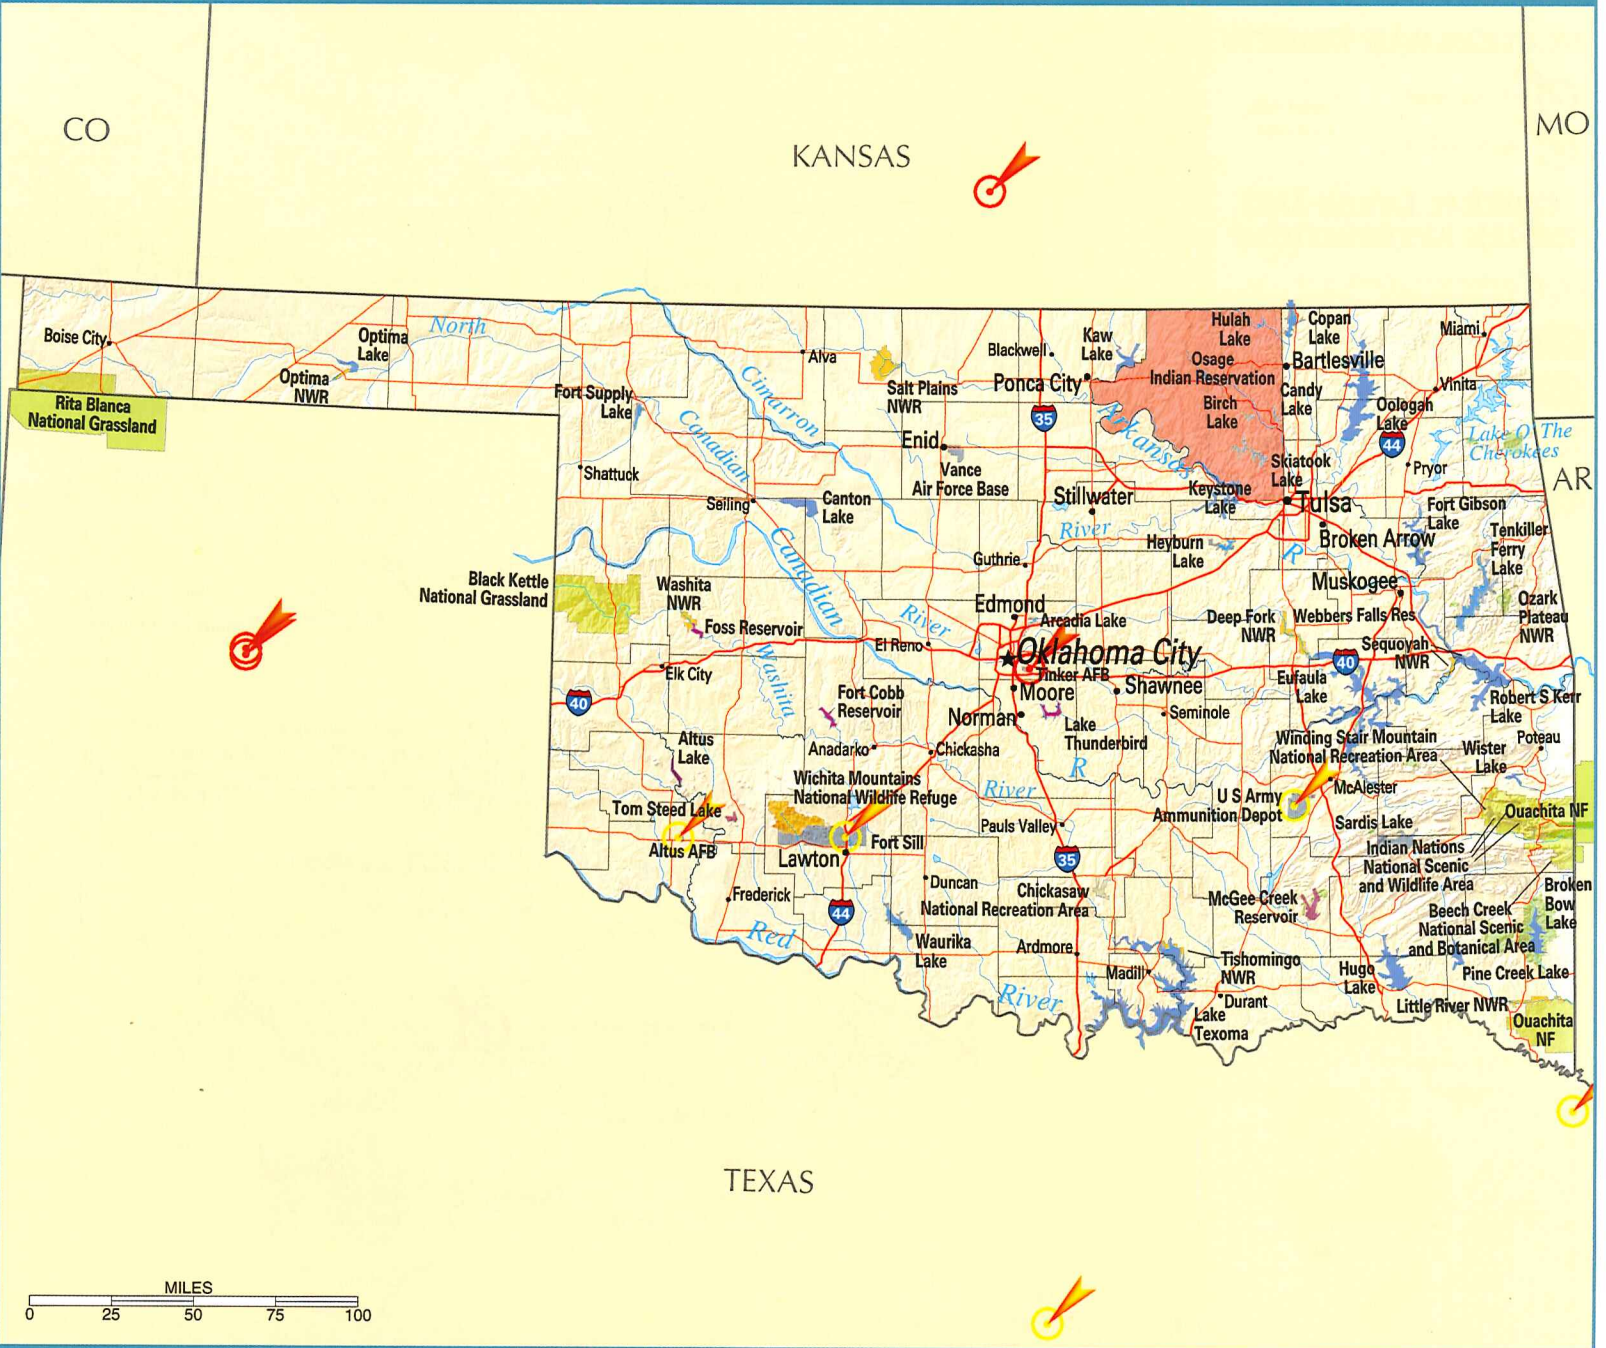 CO
KANSAS
MO
Boise City
Optima
Lake
North
Optima
NWR
Rita Blanca
National Grassland
Fort Supply
Lake
Shattuck
Seiling
Alva
Cimarron
Canadian
Salt Plains
NWR
Enid
Vance
Air Force Base
Canton
Lake
Blackwell
Kaw
Lake
Ponca City
35
Arkansas
Hulah
Lake
Osage
Indian Reservation
Birch
Lake
Copan
Lake
Bartlesville
Candy
Lake
Oologah
Lake
Miami
Vinita
44
Lake O' The
Cherokees
Pryor
AR
Skiatook
Lake
Keystone
Lake
Tulsa
Broken Arrow
Fort Gibson
Lake
Tenkiller
Ferry
Lake
Stillwater
River
Heyburn
Lake
R
Muskogee
Guthrie
Canadian
Black Kettle
National Grassland
Washita
NWR
Foss Reservoir
Edmond
Arcadia Lake
River
El Reno
Oklahoma City
Tinker AFB
Deep Fork
NWR
Webbers Falls Res
Ozark
Plateau
NWR
Sequoyah
NWR
40
Elk City
Washita
40
Fort Cobb
Reservoir
Moore
Shawnee
Norman
Lake
Thunderbird
Seminole
Eufaula
Lake
Robert S Kerr
Lake
Altus
Lake
Anadarko
Chickasha
R
Winding Stair Mountain
National Recreation Area
Wister
Lake
Poteau
Wichita Mountains
National Wildlife Refuge
River
McAlester
Tom Steed Lake
U S Army
Ammunition Depot
Ouachita NF
Altus AFB
Lawton
Fort Sill
Pauls Valley
Sardis Lake
Indian Nations
National Scenic
and Wildlife Area
35
Frederick
44
Duncan
Chickasaw
National Recreation Area
McGee Creek
Reservoir
Broken
Bow
Lake
Beech Creek
National Scenic
and Botanical Area
Red
Waurika
Lake
Ardmore
Madill
Tishomingo
NWR
Hugo
Lake
Pine Creek Lake
River
Durant
Lake
Texoma
Little River NWR
Ouachita
NF
TEXAS
MILES
0 25 50 75 100